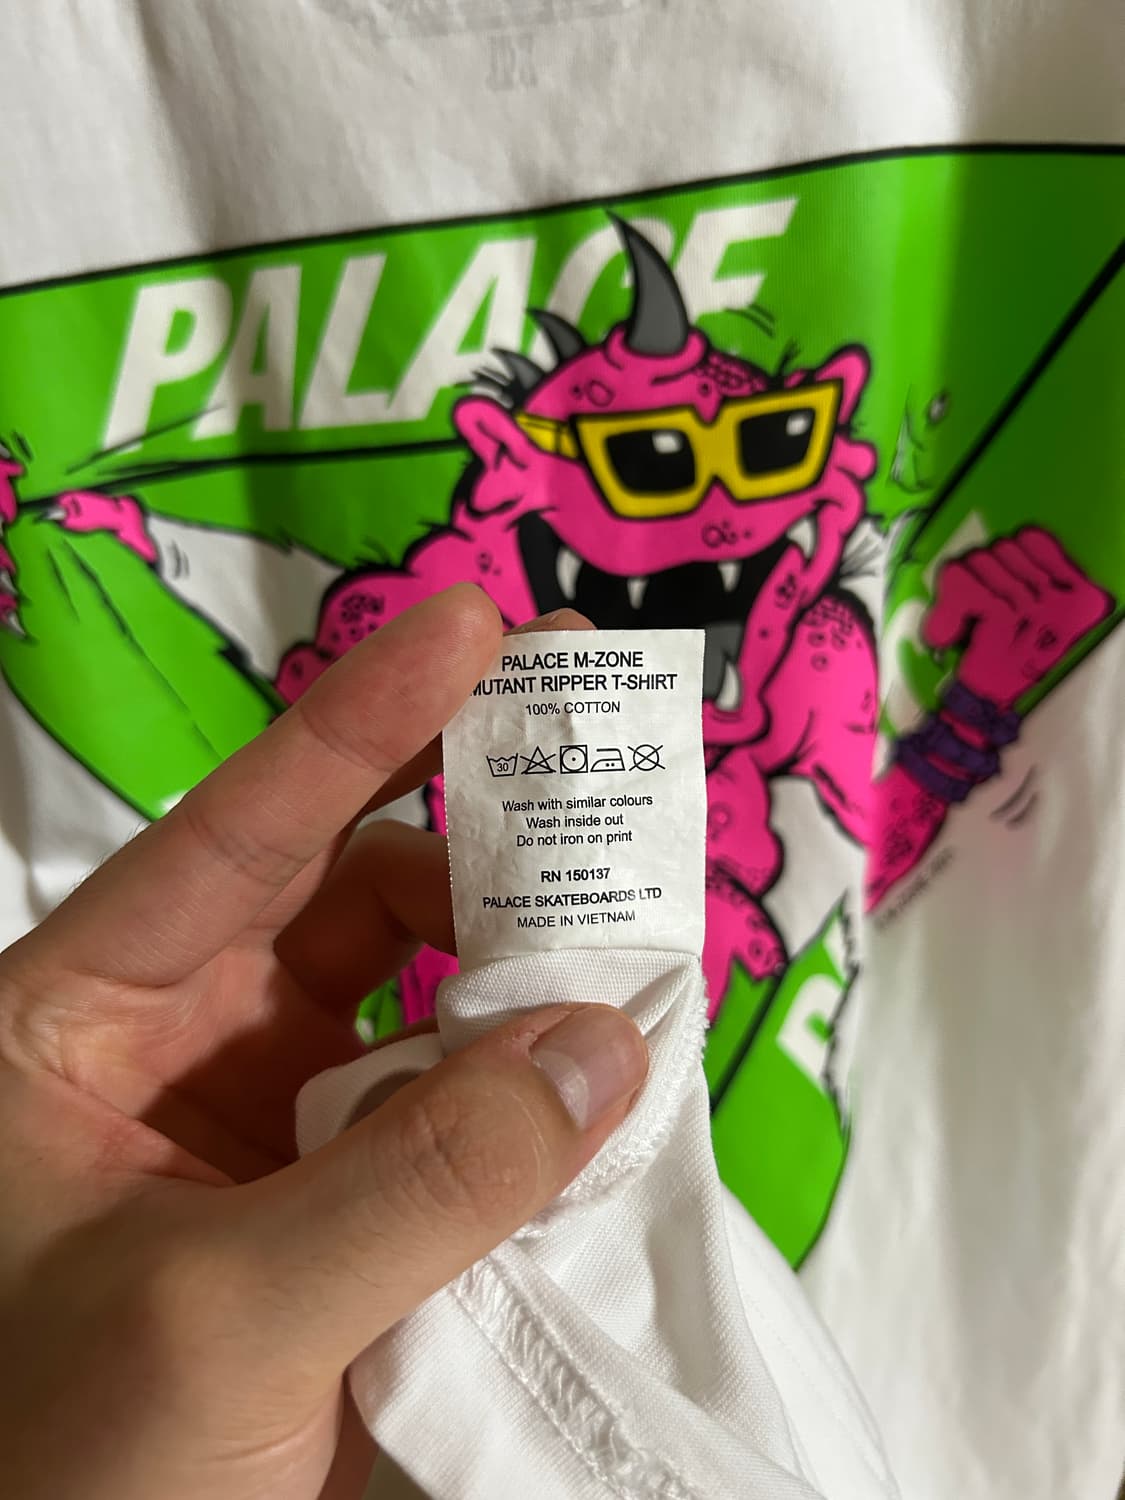 PALACE
PALACE M-ZONE
MUTANT RIPPER T-SHIRT
100% COTTON
30
Wash with similar colours
Wash inside out
Do not iron on print
RN 150137
PALACE SKATEBOARDS LTD
MADE IN VIETNAM